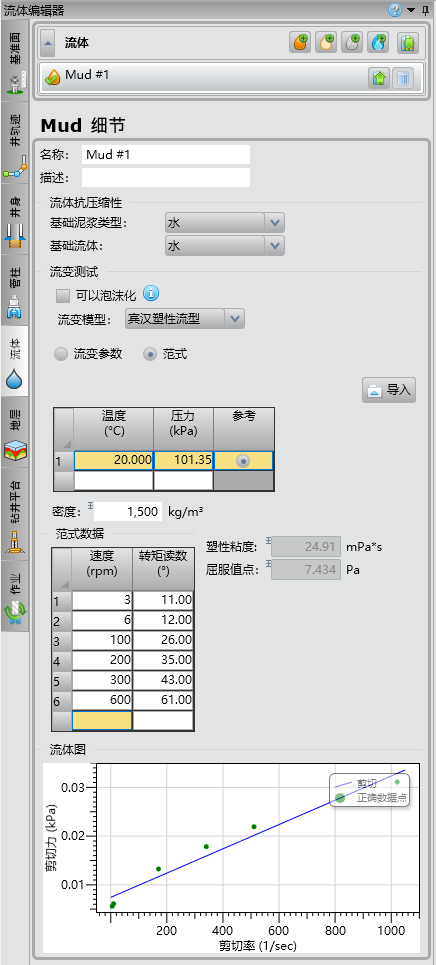 流体编辑器
流体
Mud #1
Mud 细节
名称： Mud #1
描述：
流体抗压缩性
基础泥浆类型： 水
基础流体： 水
流变测试
可以泡沫化
流变模型： 宾汉塑性流型
流变参数 范式
导入
温度 (°C) 压力 (kPa) 参考
1 20.000 101.35
密度： 1,500 kg/m³
范式数据
速度 (rpm) 转矩读数 (°)
1 3 11.00
2 6 12.00
3 100 26.00
4 200 35.00
5 300 43.00
6 600 61.00
塑性粘度： 24.91 mPa*s
屈服值点： 7.434 Pa
流体图
剪切力 (kPa)
0.03
0.02
0.01
剪切
正确数据点
200 400 600 800 1000
剪切率 (1/sec)
基准面
井轨迹
井身
管柱
流体
地层
钻井平台
作业